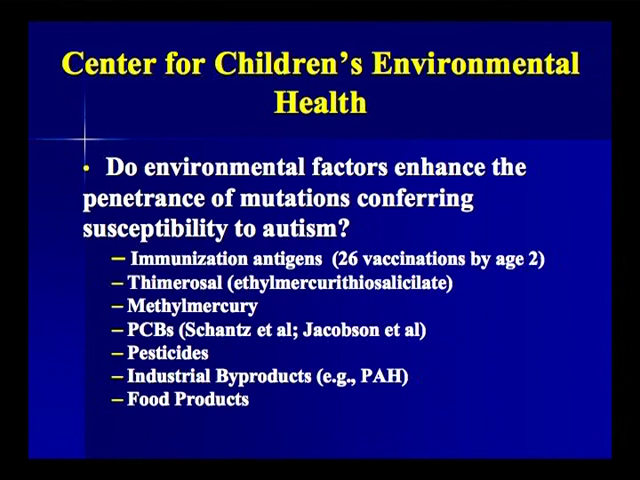 Center for Children's Environmental
Health
• Do environmental factors enhance the
penetrance of mutations conferring
susceptibility to autism?
– Immunization antigens (26 vaccinations by age 2)
– Thimerosal (ethylmercurithiosalicilate)
– Methylmercury
– PCBs (Schantz et al; Jacobson et al)
– Pesticides
– Industrial Byproducts (e.g., PAH)
– Food Products